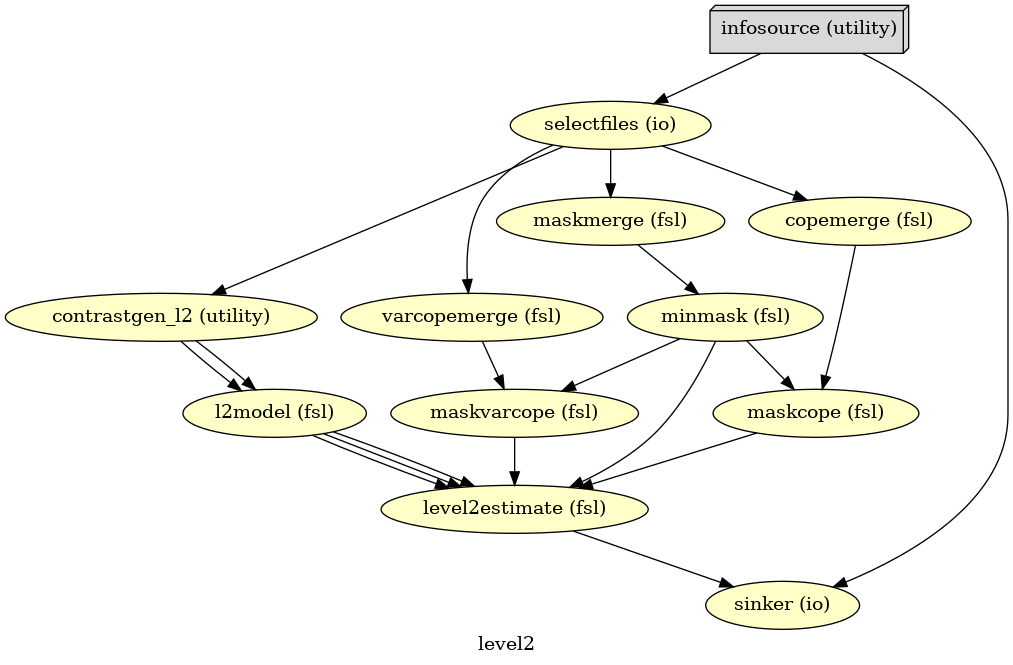 infosource (utility)
selectfiles (io)
maskmerge (fsl)
copemerge (fsl)
contrastgen_l2 (utility)
varcopemerge (fsl)
minmask (fsl)
l2model (fsl)
maskvarcope (fsl)
maskcope (fsl)
level2estimate (fsl)
sinker (io)
level2